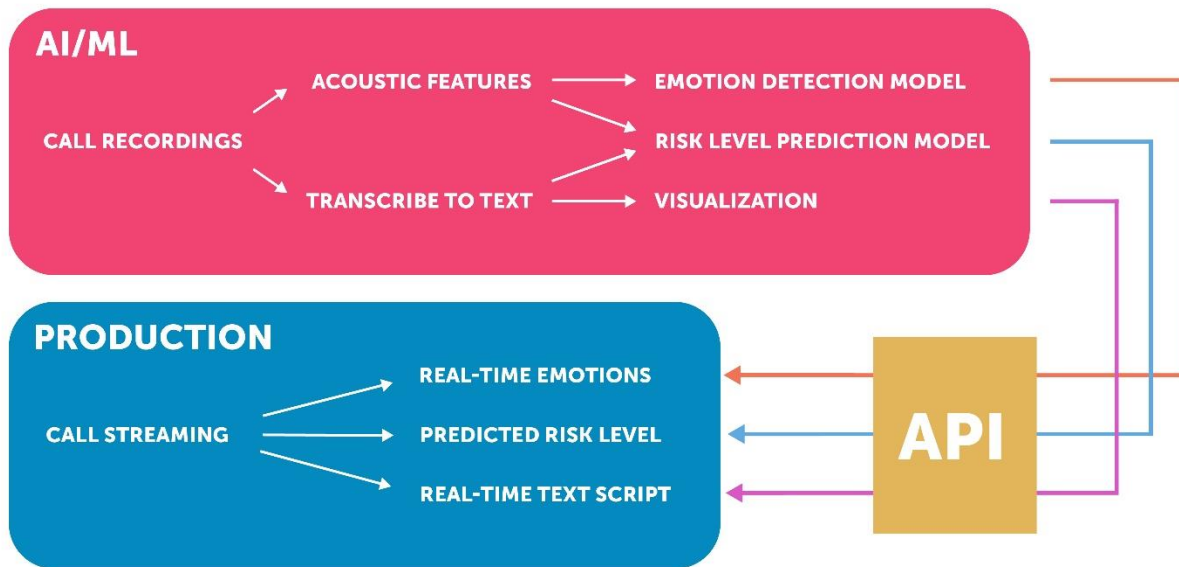 AI/ML
ACOUSTIC FEATURES
EMOTION DETECTION MODEL
CALL RECORDINGS
RISK LEVEL PREDICTION MODEL
TRANSCRIBE TO TEXT
VISUALIZATION
PRODUCTION
REAL-TIME EMOTIONS
CALL STREAMING
PREDICTED RISK LEVEL
REAL-TIME TEXT SCRIPT
API